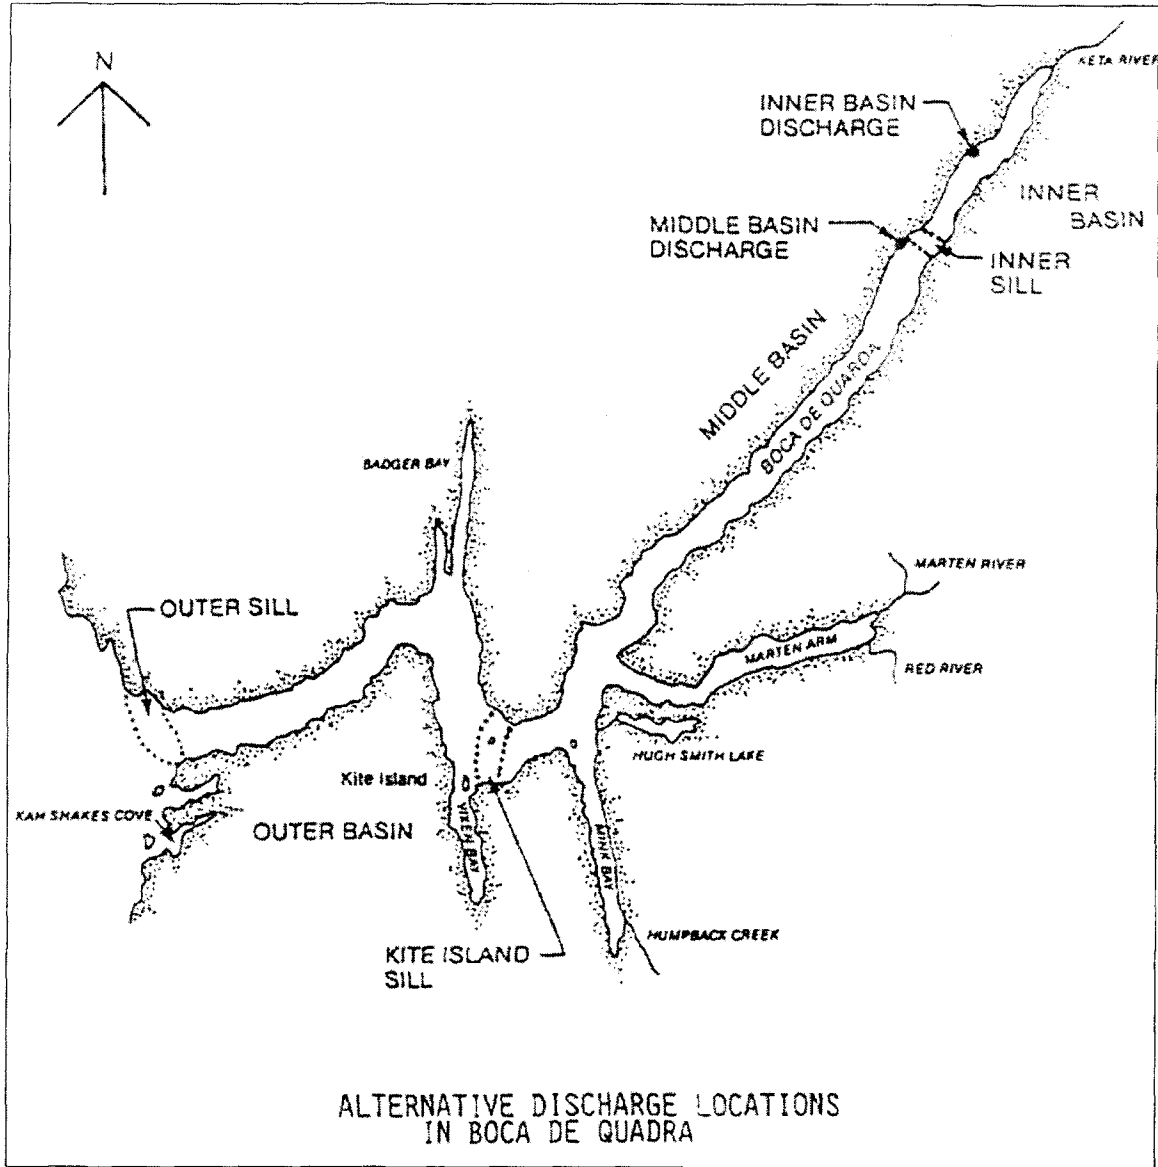 N
KETA RIVER
INNER BASIN
DISCHARGE
INNER
BASIN
MIDDLE BASIN
DISCHARGE
INNER
SILL
MIDDLE BASIN
BOCA DE QUARDA
BADGER BAY
MARTEN RIVER
OUTER SILL
MARTEN ARM
RED RIVER
HUGH SMITH LAKE
Kite Island
KAH SHAKES COVE
OUTER BASIN
VIXEN BAY
MINK BAY
HUMPBACK CREEK
KITE ISLAND
SILL
ALTERNATIVE DISCHARGE LOCATIONS
IN BOCA DE QUADRA